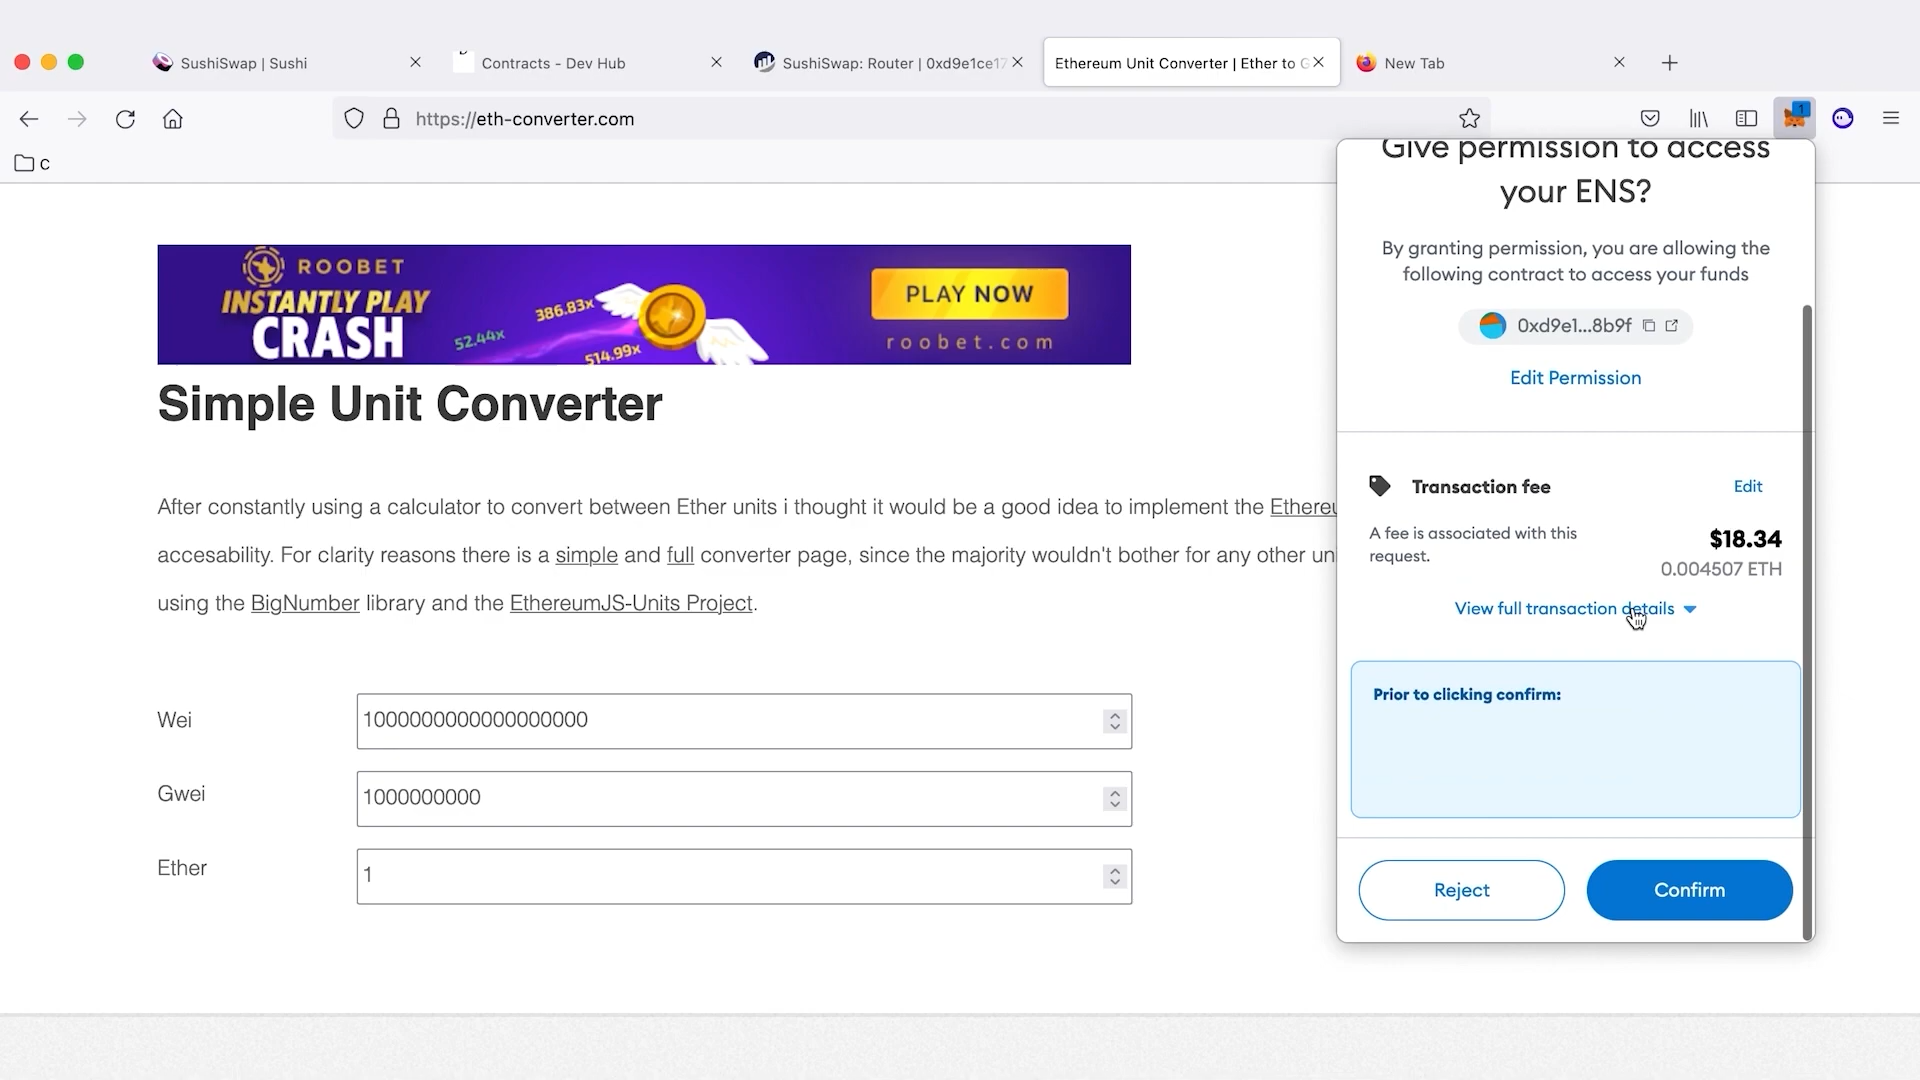 SushiSwap | Sushi
Contracts - Dev Hub
SushiSwap: Router | 0xd9e1ce17
Ethereum Unit Converter | Ether to G
New Tab
https://eth-converter.com
1
c
Give permission to access
your ENS?
By granting permission, you are allowing the
following contract to access your funds
0xd9e1...8b9f
Edit Permission
Transaction fee
Edit
A fee is associated with this
request.
$18.34
0.004507 ETH
View full transaction details
Prior to clicking confirm:
Reject
Confirm
ROOBET
INSTANTLY PLAY
CRASH
52.44x
386.83x
514.99x
PLAY NOW
roobet.com
Simple Unit Converter
After constantly using a calculator to convert between Ether units i thought it would be a good idea to implement the Ethereu
accesability. For clarity reasons there is a simple and full converter page, since the majority wouldn't bother for any other un
using the BigNumber library and the EthereumJS-Units Project.
Wei
1000000000000000000
Gwei
1000000000
Ether
1